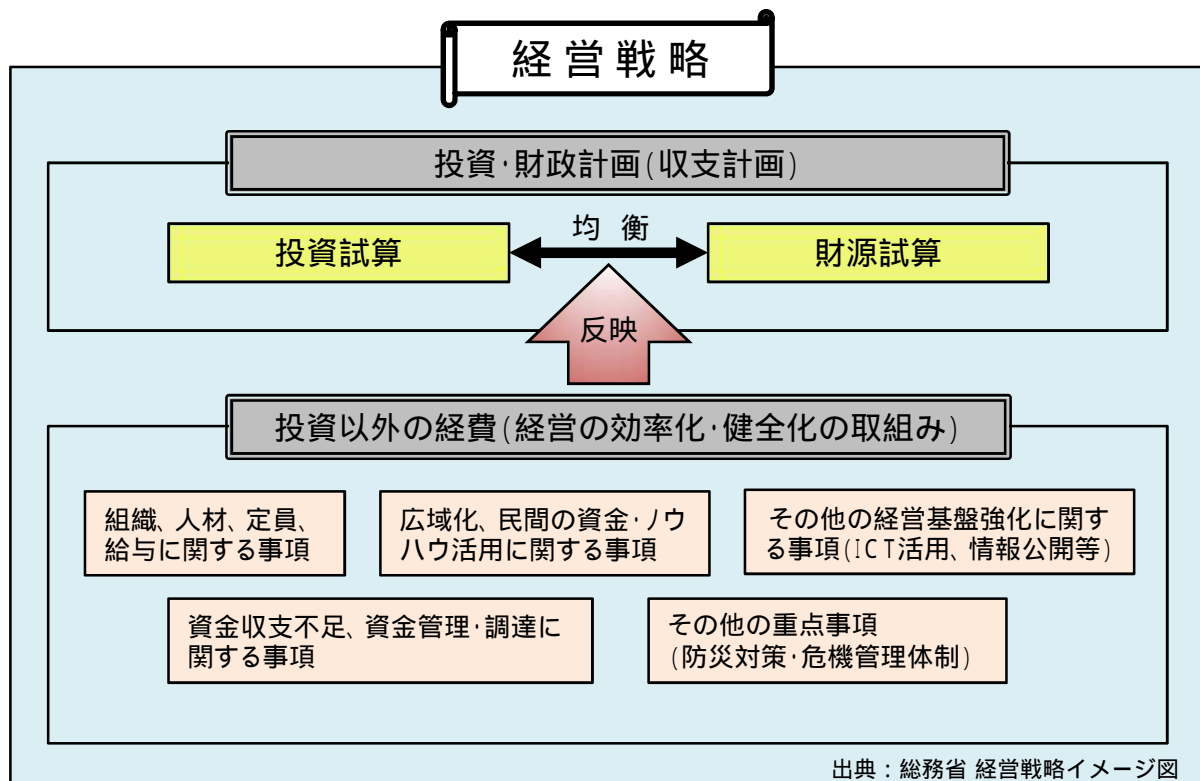 経営戦略
投資・財政計画(収支計画)
均 衡
投資試算
財源試算
反映
投資以外の経費(経営の効率化・健全化の取組み)
組織、人材、定員、
給与に関する事項
広域化、民間の資金・ノウ
ハウ活用に関する事項
その他の経営基盤強化に関す
る事項(ICT活用、情報公開等)
資金収支不足、資金管理・調達に
関する事項
その他の重点事項
(防災対策・危機管理体制)
出典：総務省 経営戦略イメージ図